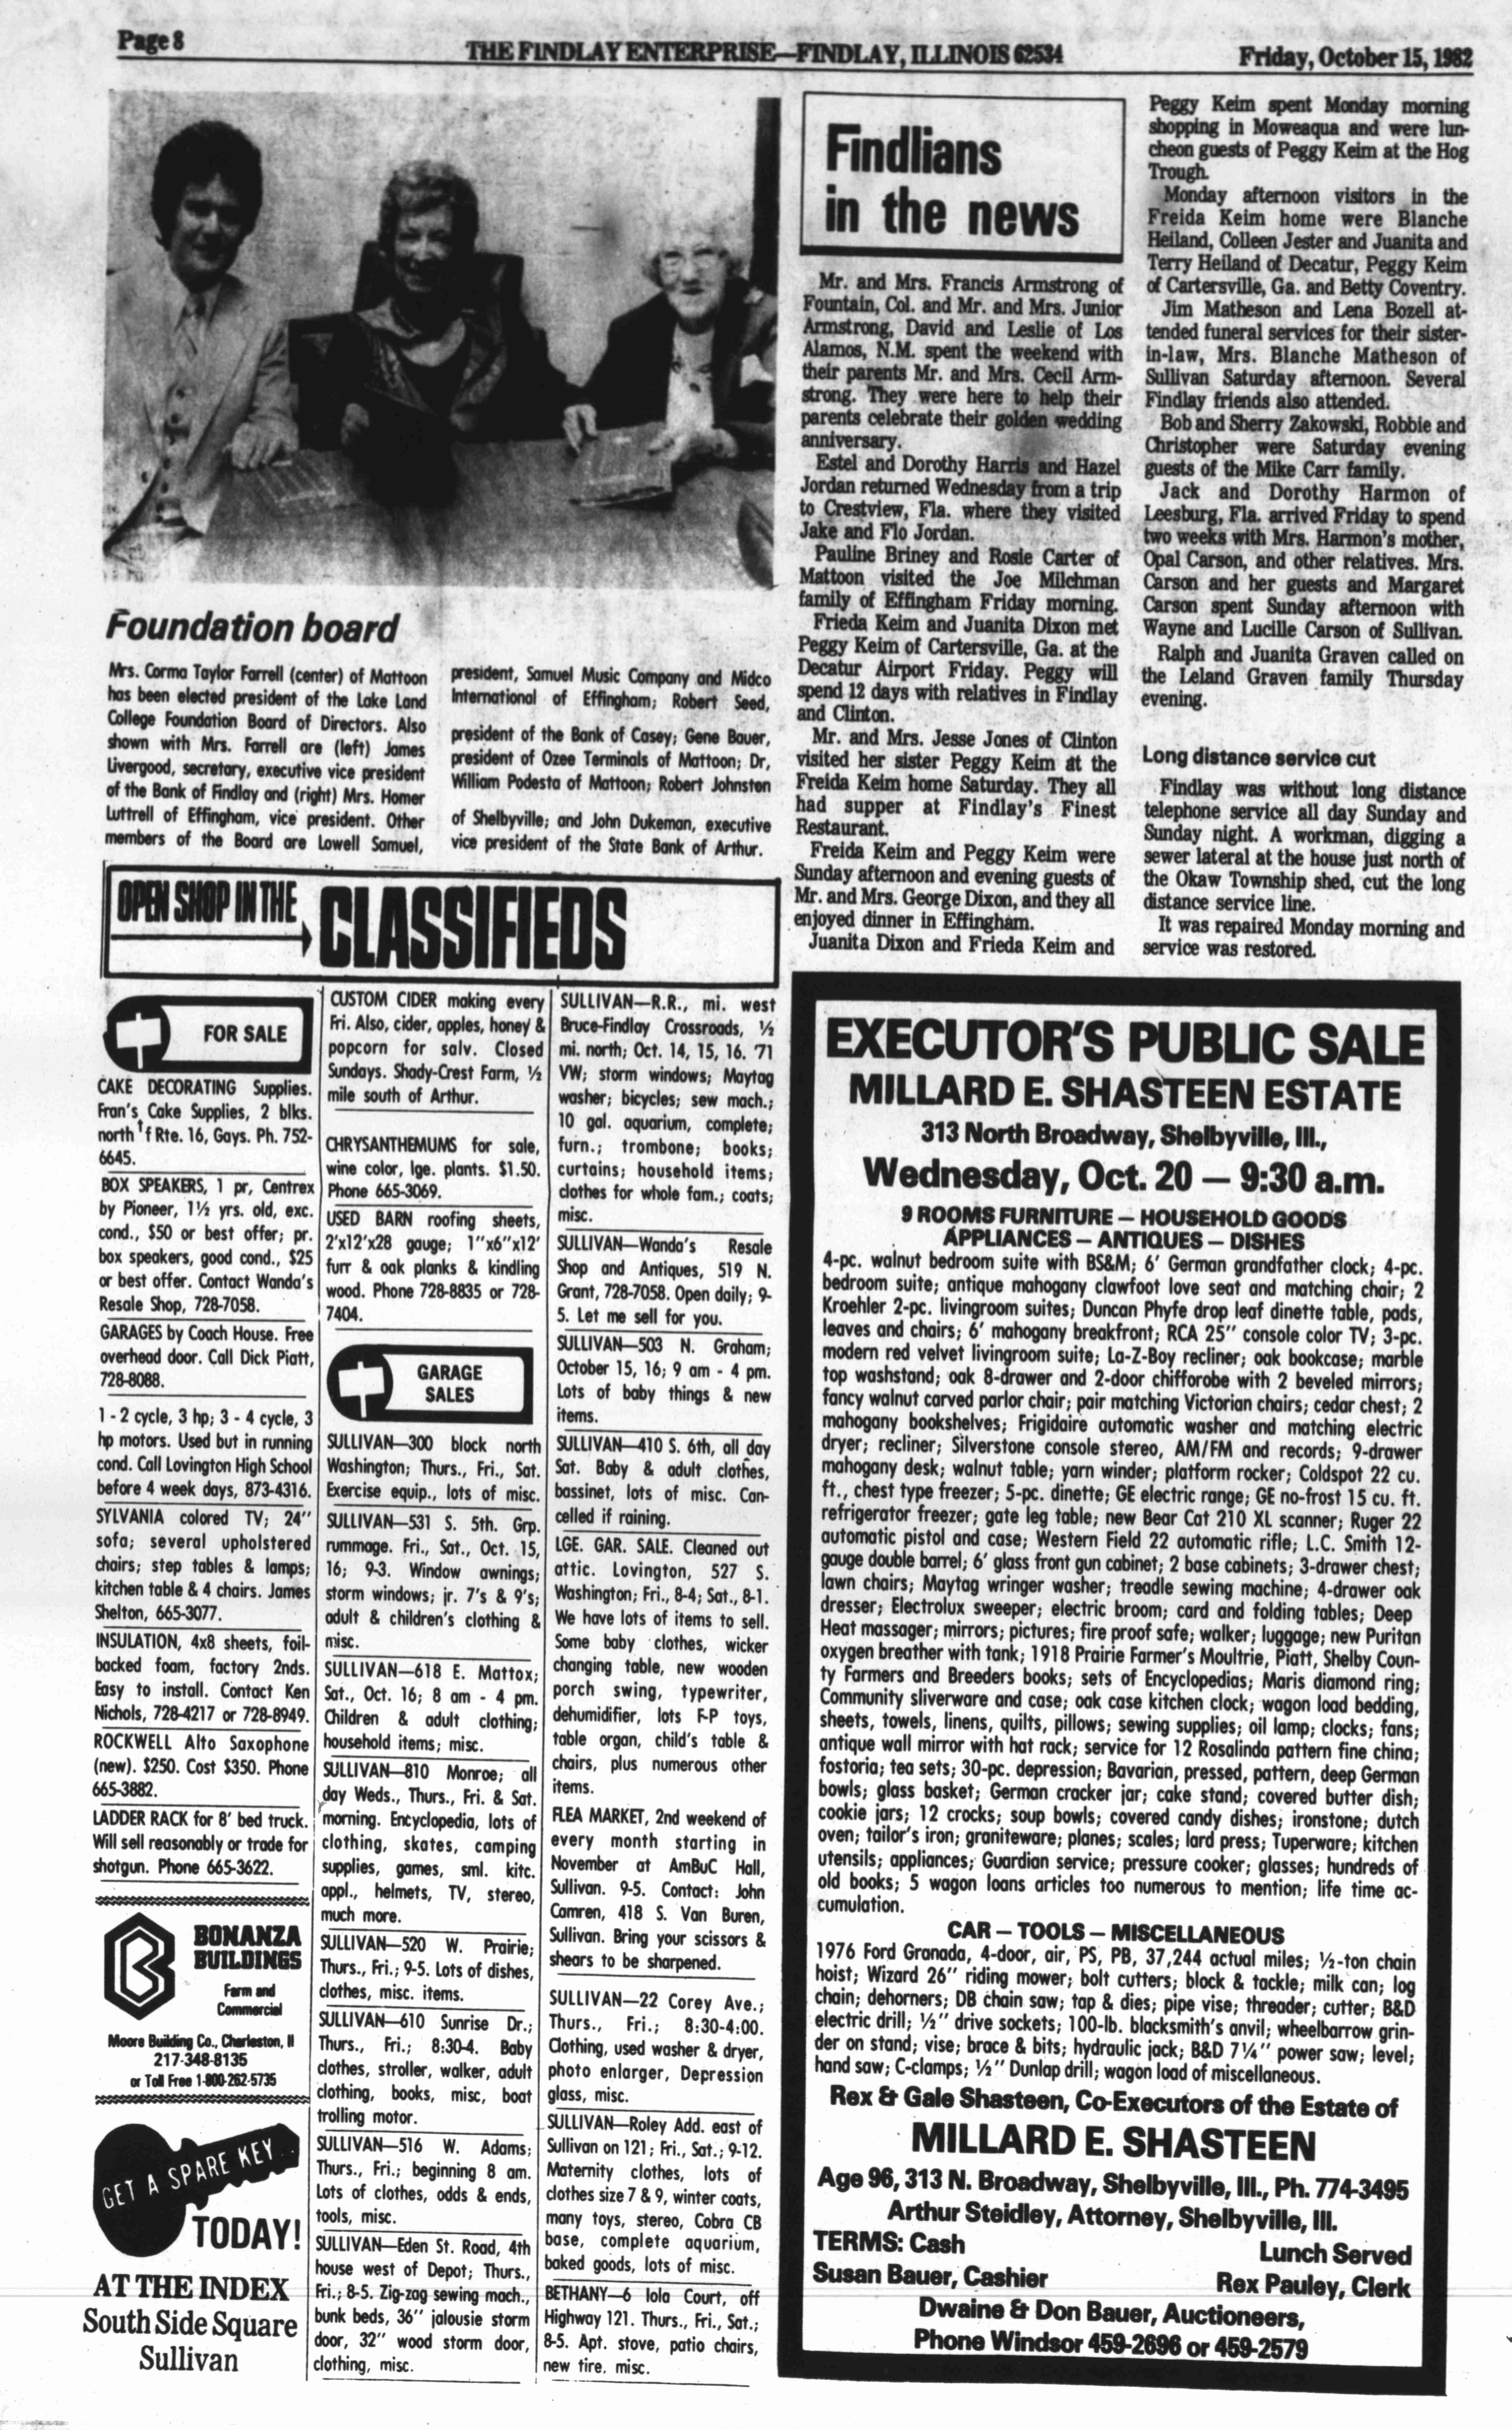 Page 8
THE FINDLAY ENTERPRISE—FINDLAY, ILLINOIS 62534
Friday, October 15, 1982
Foundation board
Mrs. Corma Taylor Farrell (center) of Mattoon
has been elected president of the Lake Land
College Foundation Board of Directors. Also
shown with Mrs. Farrell are (left) James
Livergood, secretary, executive vice president
of the Bank of Findlay and (right) Mrs. Homer
Luttrell of Effingham, vice president. Other
members of the Board are Lowell Samuel,
president, Samuel Music Company and Midco
International of Effingham; Robert Seed,
president of the Bank of Casey; Gene Bauer,
president of Ozee Terminals of Mattoon; Dr,
William Podesta of Mattoon; Robert Johnston
of Shelbyville; and John Dukeman, executive
vice president of the State Bank of Arthur.
Findlians
in the news
Mr. and Mrs. Francis Armstrong of
Fountain, Col. and Mr. and Mrs. Junior
Armstrong, David and Leslie of Los
Alamos, N.M. spent the weekend with
their parents Mr. and Mrs. Cecil Arm-
strong. They were here to help their
parents celebrate their golden wedding
anniversary.
Estel and Dorothy Harris and Hazel
Jordan returned Wednesday from a trip
to Crestview, Fla. where they visited
Jake and Flo Jordan.
Pauline Briney and Rosie Carter of
Mattoon visited the Joe Milchman
family of Effingham Friday morning.
Frieda Keim and Juanita Dixon met
Peggy Keim of Cartersville, Ga. at the
Decatur Airport Friday. Peggy will
spend 12 days with relatives in Findlay
and Clinton.
Mr. and Mrs. Jesse Jones of Clinton
visited her sister Peggy Keim at the
Freida Keim home Saturday. They all
had supper at Findlay's Finest
Restaurant.
Freida Keim and Peggy Keim were
Sunday afternoon and evening guests of
Mr. and Mrs. George Dixon, and they all
enjoyed dinner in Effingham.
Juanita Dixon and Frieda Keim and
Peggy Keim spent Monday morning
shopping in Moweaqua and were lun-
cheon guests of Peggy Keim at the Hog
Trough.
Monday afternoon visitors in the
Freida Keim home were Blanche
Heiland, Colleen Jester and Juanita and
Terry Heiland of Decatur, Peggy Keim
of Cartersville, Ga. and Betty Coventry.
Jim Matheson and Lena Bozell at-
tended funeral services for their sister-
in-law, Mrs. Blanche Matheson of
Sullivan Saturday afternoon. Several
Findlay friends also attended.
Bob and Sherry Zakowski, Robbie and
Christopher were Saturday evening
guests of the Mike Carr family.
Jack and Dorothy Harmon of
Leesburg, Fla. arrived Friday to spend
two weeks with Mrs. Harmon's mother,
Opal Carson, and other relatives. Mrs.
Carson and her guests and Margaret
Carson spent Sunday afternoon with
Wayne and Lucille Carson of Sullivan.
Ralph and Juanita Graven called on
the Leland Graven family Thursday
evening.
Long distance service cut
Findlay was without long distance
telephone service all day Sunday and
Sunday night. A workman, digging a
sewer lateral at the house just north of
the Okaw Township shed, cut the long
distance service line.
It was repaired Monday morning and
service was restored.
OPEN SHOP IN THE
CLASSIFIEDS
FOR SALE
CAKE DECORATING Supplies.
Fran's Cake Supplies, 2 blks.
north f Rte. 16, Gays. Ph. 752-
6645.
BOX SPEAKERS, 1 pr, Centrex
by Pioneer, 1½ yrs. old, exc.
cond., $50 or best offer; pr.
box speakers, good cond., $25
or best offer. Contact Wanda's
Resale Shop, 728-7058.
GARAGES by Coach House. Free
overhead door. Call Dick Piatt,
728-8088.
1 - 2 cycle, 3 hp; 3 - 4 cycle, 3
hp motors. Used but in running
cond. Call Lovington High School
before 4 week days, 873-4316.
SYLVANIA colored TV; 24"
sofa; several upholstered
chairs; step tables & lamps;
kitchen table & 4 chairs. James
Shelton, 665-3077.
INSULATION, 4x8 sheets, foil-
backed foam, factory 2nds.
Easy to install. Contact Ken
Nichols, 728-4217 or 728-8949.
ROCKWELL Alto Saxophone
(new). $250. Cost $350. Phone
665-3882.
LADDER RACK for 8' bed truck.
Will sell reasonably or trade for
shotgun. Phone 665-3622.
BONANZA
BUILDINGS
Farm and
Commercial
Moore Building Co., Charleston, Il
217-348-8135
or Toll Free 1-800-262-5735
GET A SPARE KEY...
TODAY!
AT THE INDEX
South Side Square
Sullivan
CUSTOM CIDER making every
Fri. Also, cider, apples, honey &
popcorn for salv. Closed
Sundays. Shady-Crest Farm, ½
mile south of Arthur.
CHRYSANTHEMUMS for sale,
wine color, lge. plants. $1.50.
Phone 665-3069.
USED BARN roofing sheets,
2'x12'x28 gauge; 1"x6"x12'
furr & oak planks & kindling
wood. Phone 728-8835 or 728-
7404.
GARAGE
SALES
SULLIVAN—300 block north
Washington; Thurs., Fri., Sat.
Exercise equip., lots of misc.
SULLIVAN—531 S. 5th. Grp.
rummage. Fri., Sat., Oct. 15,
16; 9-3. Window awnings;
storm windows; jr. 7's & 9's;
adult & children's clothing &
misc.
SULLIVAN—618 E. Mattox;
Sat., Oct. 16; 8 am - 4 pm.
Children & adult clothing;
household items; misc.
SULLIVAN—810 Monroe; all
day Weds., Thurs., Fri. & Sat.
morning. Encyclopedia, lots of
clothing, skates, camping
supplies, games, sml. kitc.
appl., helmets, TV, stereo,
much more.
SULLIVAN—520 W. Prairie;
Thurs., Fri.; 9-5. Lots of dishes,
clothes, misc. items.
SULLIVAN—610 Sunrise Dr.;
Thurs., Fri.; 8:30-4. Baby
clothes, stroller, walker, adult
clothing, books, misc, boat
trolling motor.
SULLIVAN—516 W. Adams;
Thurs., Fri.; beginning 8 am.
Lots of clothes, odds & ends,
tools, misc.
SULLIVAN—Eden St. Road, 4th
house west of Depot; Thurs.,
Fri.; 8-5. Zig-zag sewing mach.,
bunk beds, 36" jalousie storm
door, 32" wood storm door,
clothing, misc.
SULLIVAN—R.R., mi. west
Bruce-Findlay Crossroads, ½
mi. north; Oct. 14, 15, 16. '71
VW; storm windows; Maytag
washer; bicycles; sew mach.;
10 gal. aquarium, complete;
furn.; trombone; books;
curtains; household items;
clothes for whole fam.; coats;
misc.
SULLIVAN—Wanda's Resale
Shop and Antiques, 519 N.
Grant, 728-7058. Open daily; 9-
5. Let me sell for you.
SULLIVAN—503 N. Graham;
October 15, 16; 9 am - 4 pm.
Lots of baby things & new
items.
SULLIVAN—410 S. 6th, all day
Sat. Baby & adult clothes,
bassinet, lots of misc. Can-
celled if raining.
LGE. GAR. SALE. Cleaned out
attic. Lovington, 527 S.
Washington; Fri., 8-4; Sat., 8-1.
We have lots of items to sell.
Some baby clothes, wicker
changing table, new wooden
porch swing, typewriter,
dehumidifier, lots F-P toys,
table organ, child's table &
chairs, plus numerous other
items.
FLEA MARKET, 2nd weekend of
every month starting in
November at AmBuC Hall,
Sullivan. 9-5. Contact: John
Camren, 418 S. Van Buren,
Sullivan. Bring your scissors &
shears to be sharpened.
SULLIVAN—22 Corey Ave.;
Thurs., Fri.; 8:30-4:00.
Clothing, used washer & dryer,
photo enlarger, Depression
glass, misc.
SULLIVAN—Roley Add. east of
Sullivan on 121; Fri., Sat.; 9-12.
Maternity clothes, lots of
clothes size 7 & 9, winter coats,
many toys, stereo, Cobra CB
base, complete aquarium,
baked goods, lots of misc.
BETHANY—6 Iola Court, off
Highway 121. Thurs., Fri., Sat.;
8-5. Apt. stove, patio chairs,
new tire, misc.
EXECUTOR'S PUBLIC SALE
MILLARD E. SHASTEEN ESTATE
313 North Broadway, Shelbyville, Ill.,
Wednesday, Oct. 20 — 9:30 a.m.
9 ROOMS FURNITURE — HOUSEHOLD GOODS
APPLIANCES — ANTIQUES — DISHES
4-pc. walnut bedroom suite with BS&M; 6' German grandfather clock; 4-pc.
bedroom suite; antique mahogany clawfoot love seat and matching chair; 2
Kroehler 2-pc. livingroom suites; Duncan Phyfe drop leaf dinette table, pads,
leaves and chairs; 6' mahogany breakfront; RCA 25" console color TV; 3-pc.
modern red velvet livingroom suite; La-Z-Boy recliner; oak bookcase; marble
top washstand; oak 8-drawer and 2-door chifforobe with 2 beveled mirrors;
fancy walnut carved parlor chair; pair matching Victorian chairs; cedar chest; 2
mahogany bookshelves; Frigidaire automatic washer and matching electric
dryer; recliner; Silverstone console stereo, AM/FM and records; 9-drawer
mahogany desk; walnut table; yarn winder; platform rocker; Coldspot 22 cu.
ft., chest type freezer; 5-pc. dinette; GE electric range; GE no-frost 15 cu. ft.
refrigerator freezer; gate leg table; new Bear Cat 210 XL scanner; Ruger 22
automatic pistol and case; Western Field 22 automatic rifle; L.C. Smith 12-
gauge double barrel; 6' glass front gun cabinet; 2 base cabinets; 3-drawer chest;
lawn chairs; Maytag wringer washer; treadle sewing machine; 4-drawer oak
dresser; Electrolux sweeper; electric broom; card and folding tables; Deep
Heat massager; mirrors; pictures; fire proof safe; walker; luggage; new Puritan
oxygen breather with tank; 1918 Prairie Farmer's Moultrie, Piatt, Shelby Coun-
ty Farmers and Breeders books; sets of Encyclopedias; Maris diamond ring;
Community sliverware and case; oak case kitchen clock; wagon load bedding,
sheets, towels, linens, quilts, pillows; sewing supplies; oil lamp; clocks; fans;
antique wall mirror with hat rack; service for 12 Rosalinda pattern fine china;
fostoria; tea sets; 30-pc. depression; Bavarian, pressed, pattern, deep German
bowls; glass basket; German cracker jar; cake stand; covered butter dish;
cookie jars; 12 crocks; soup bowls; covered candy dishes; ironstone; dutch
oven; tailor's iron; graniteware; planes; scales; lard press; Tuperware; kitchen
utensils; appliances; Guardian service; pressure cooker; glasses; hundreds of
old books; 5 wagon loans articles too numerous to mention; life time ac-
cumulation.
CAR — TOOLS — MISCELLANEOUS
1976 Ford Granada, 4-door, air, PS, PB, 37,244 actual miles; ½-ton chain
hoist; Wizard 26" riding mower; bolt cutters; block & tackle; milk can; log
chain; dehorners; DB chain saw; tap & dies; pipe vise; threader; cutter; B&D
electric drill; ½" drive sockets; 100-lb. blacksmith's anvil; wheelbarrow grin-
der on stand; vise; brace & bits; hydraulic jack; B&D 7¼" power saw; level;
hand saw; C-clamps; ½" Dunlap drill; wagon load of miscellaneous.
Rex & Gale Shasteen, Co-Executors of the Estate of
MILLARD E. SHASTEEN
Age 96, 313 N. Broadway, Shelbyville, Ill., Ph. 774-3495
Arthur Steidley, Attorney, Shelbyville, Ill.
TERMS: Cash
Lunch Served
Susan Bauer, Cashier
Rex Pauley, Clerk
Dwaine & Don Bauer, Auctioneers,
Phone Windsor 459-2696 or 459-2579